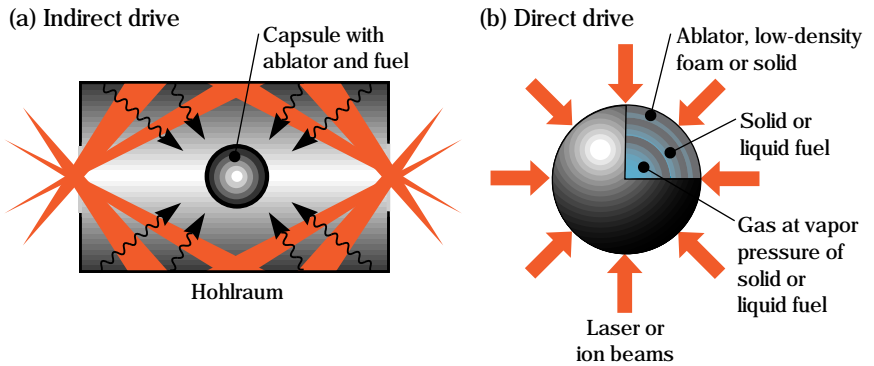 (a) Indirect drive
Capsule with
ablator and fuel
Hohlraum
(b) Direct drive
Ablator, low-density
foam or solid
Solid or
liquid fuel
Gas at vapor
pressure of
solid or
liquid fuel
Laser or
ion beams